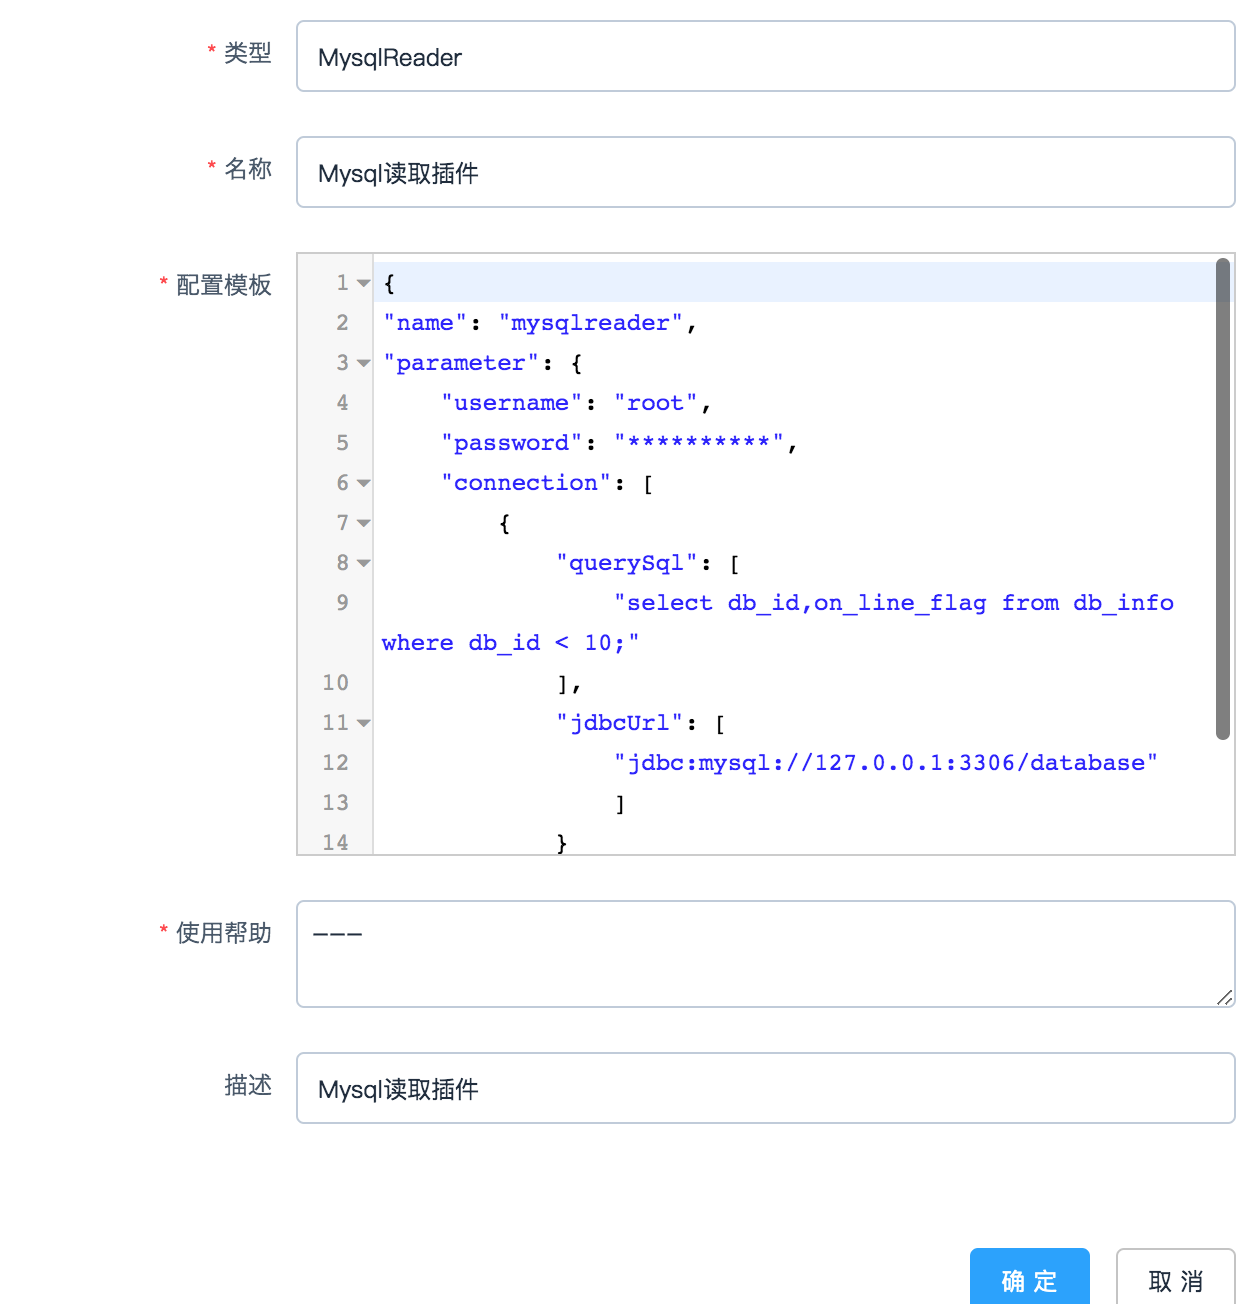 * 类型 MysqlReader
* 名称 Mysql读取插件
* 配置模板
1 {
2 "name": "mysqlreader",
3 "parameter": {
4     "username": "root",
5     "password": "**********",
6     "connection": [
7         {
8             "querySql": [
9                 "select db_id,on_line_flag from db_info
where db_id < 10;"
10             ],
11             "jdbcUrl": [
12                 "jdbc:mysql://127.0.0.1:3306/database"
13                 ]
14             }
* 使用帮助 ———
描述 Mysql读取插件
确 定 取 消